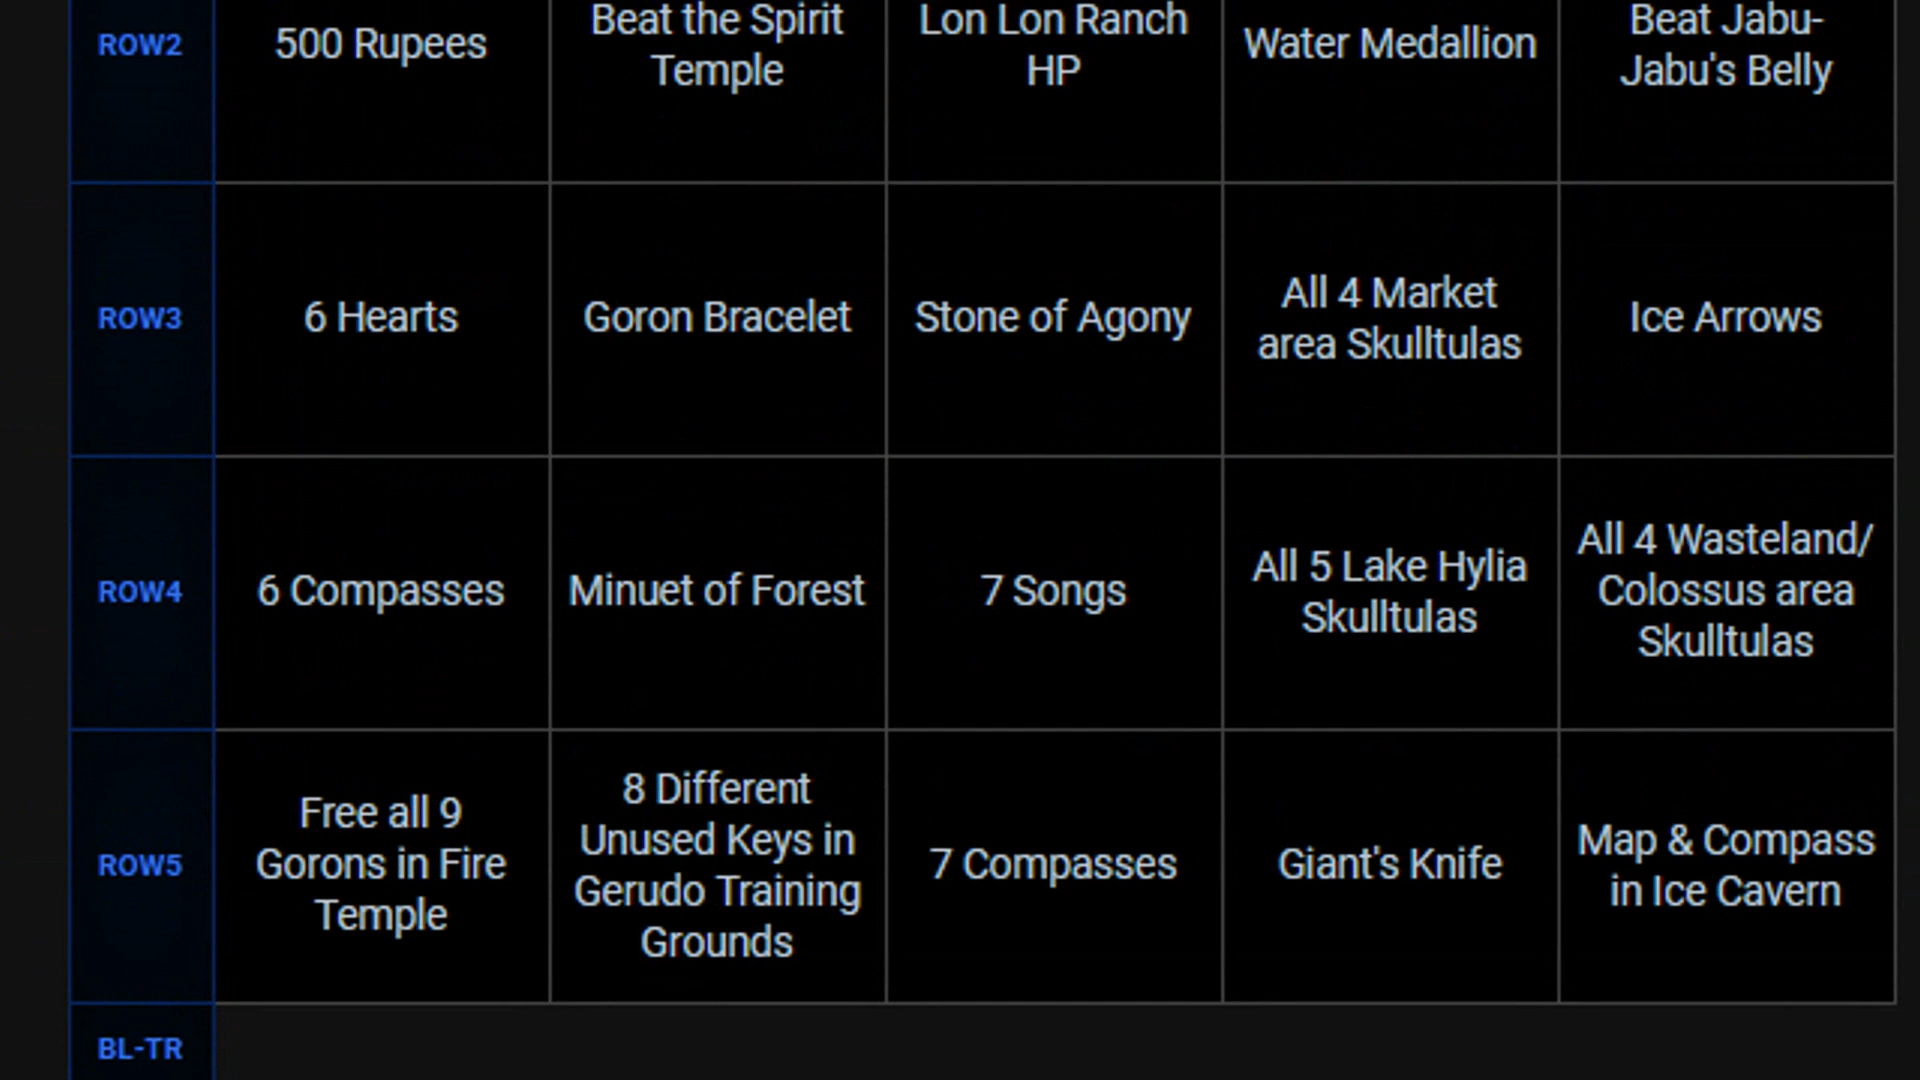 ROW2
500 Rupees
Beat the Spirit
Temple
Lon Lon Ranch
HP
Water Medallion
Beat Jabu-
Jabu's Belly
ROW3
6 Hearts
Goron Bracelet
Stone of Agony
All 4 Market
area Skulltulas
Ice Arrows
ROW4
6 Compasses
Minuet of Forest
7 Songs
All 5 Lake Hylia
Skulltulas
All 4 Wasteland/
Colossus area
Skulltulas
ROW5
Free all 9
Gorons in Fire
Temple
8 Different
Unused Keys in
Gerudo Training
Grounds
7 Compasses
Giant's Knife
Map & Compass
in Ice Cavern
BL-TR